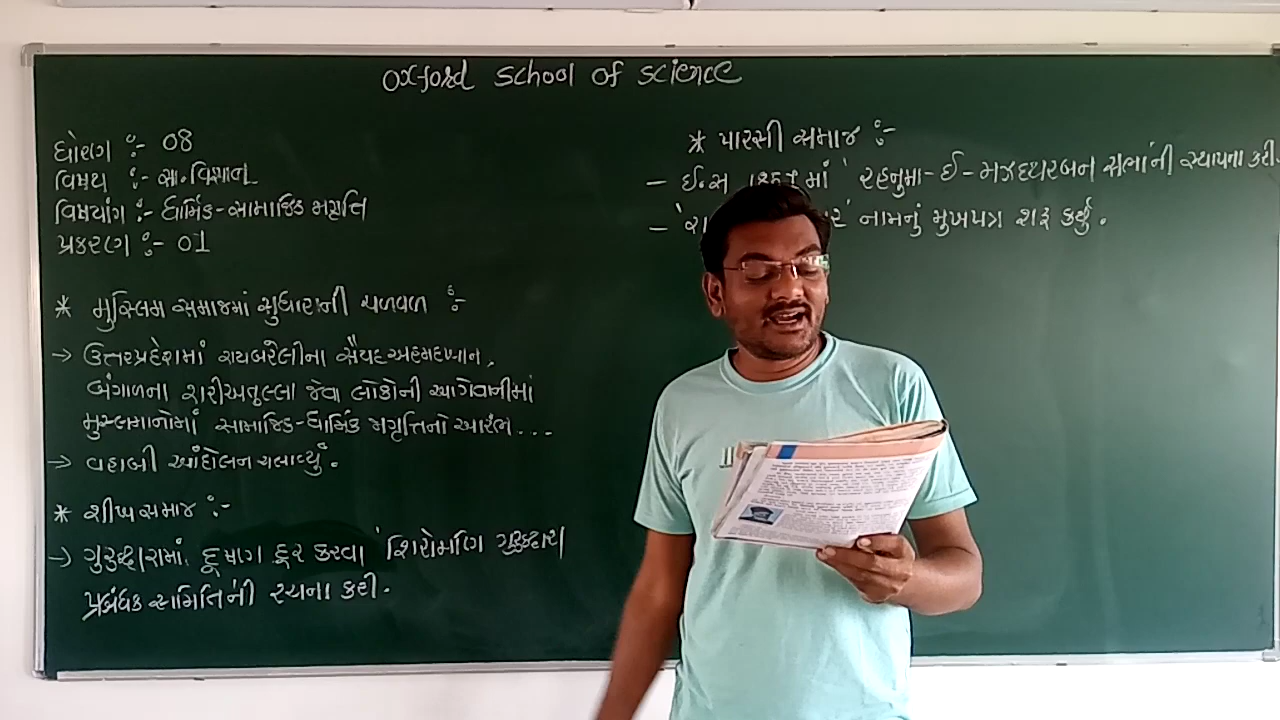 Oxford School of Science
ધોરણ :- 08
વિષય :- સા.વિજ્ઞાન
વિષયાંગ :- ધાર્મિક-સામાજિક જાગૃતિ
પ્રકરણ :- 01
* મુસ્લિમ સમાજમાં સુધારાની ચળવળ :-
→ ઉત્તરપ્રદેશમાં રાયબરેલીના સૈયદ અહમદખાન,
બંગાળના શરીઅતુલ્લા જેવા લોકોની આગેવાનીમાં
મુસ્લમાનોમાં સામાજિક-ધાર્મિક જાગૃત્તિનો આરંભ...
→ વહાબી આંદોલન ચલાવ્યું.
* શીખ સમાજ :-
→ ગુરુદ્વારામાં દૂષણ દૂર કરવા 'શિરોમણિ ગુરુદ્વારા
પ્રબંધક સમિતિ'ની રચના કરી.
* પારસી સમાજ :-
– ઈ.સ માં 'રહનુમા-ઈ-મઝદયરબન સભા'ની સ્થાપના કરી.
– નામનું મુખપત્ર શરૂ કર્યું.